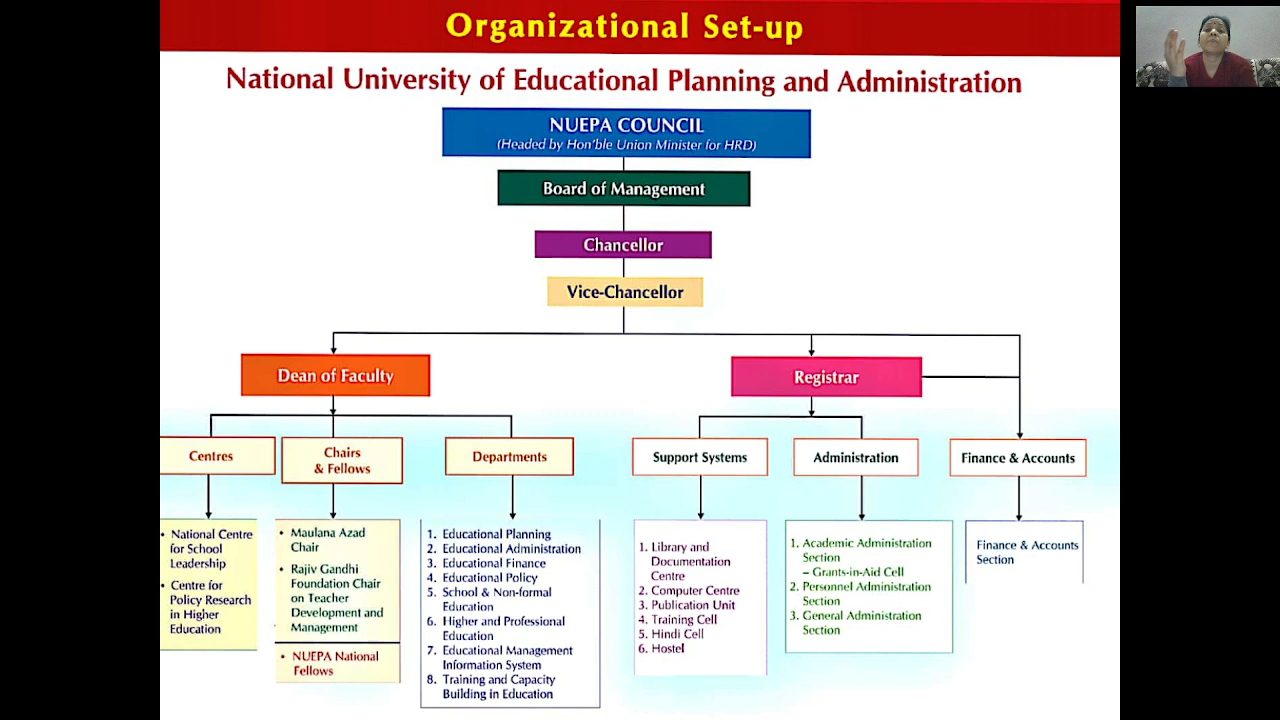 Organizational Set-up
National University of Educational Planning and Administration
NUEPA COUNCIL
(Headed by Hon'ble Union Minister for HRD)
Board of Management
Chancellor
Vice-Chancellor
Dean of Faculty
Registrar
Centres
Chairs
& Fellows
Departments
Support Systems
Administration
Finance & Accounts
• National Centre
for School
Leadership
• Centre for
Policy Research
in Higher
Education
• Maulana Azad
Chair
• Rajiv Gandhi
Foundation Chair
on Teacher
Development and
Management
• NUEPA National
Fellows
1. Educational Planning
2. Educational Administration
3. Educational Finance
4. Educational Policy
5. School & Non-formal
Education
6. Higher and Professional
Education
7. Educational Management
Information System
8. Training and Capacity
Building in Education
1. Library and
Documentation
Centre
2. Computer Centre
3. Publication Unit
4. Training Cell
5. Hindi Cell
6. Hostel
1. Academic Administration
Section
– Grants-in-Aid Cell
2. Personnel Administration
Section
3. General Administration
Section
Finance & Accounts
Section